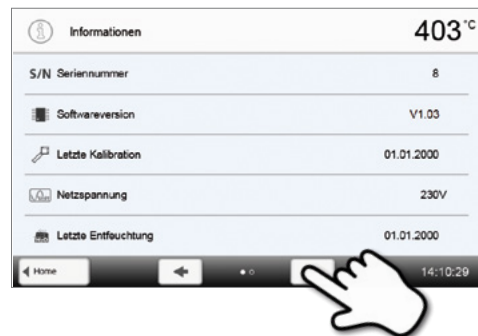 Informationen 403 °C
S/N Seriennummer 8
Softwareversion V1.03
Letzte Kalibration 01.01.2000
Netzspannung 230V
Letzte Entfeuchtung 01.01.2000
Home 14:10:29